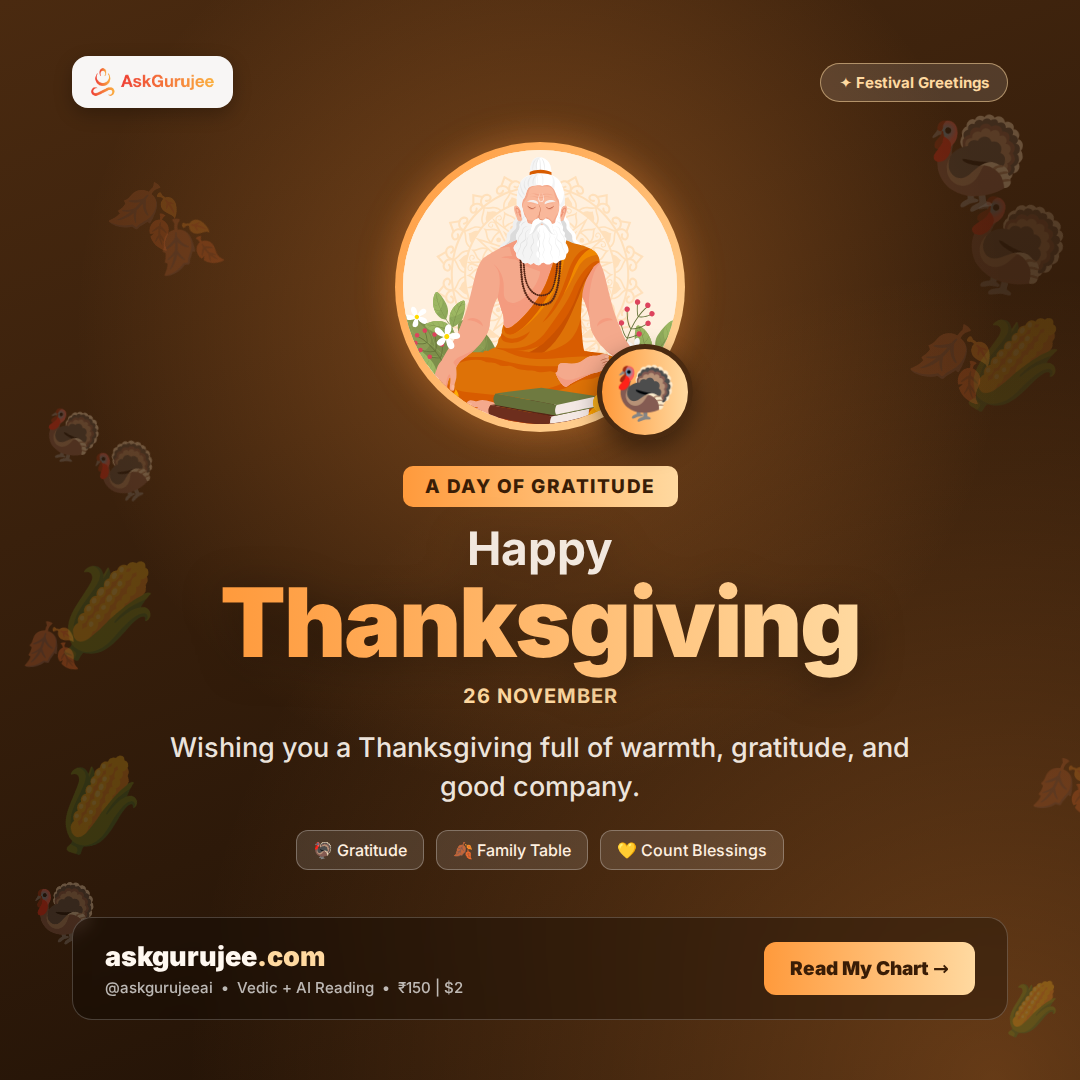 AskGurujee
✦ Festival Greetings
A DAY OF GRATITUDE
Happy
Thanksgiving
26 NOVEMBER
Wishing you a Thanksgiving full of warmth, gratitude, and
good company.
🦃 Gratitude
🍂 Family Table
💛 Count Blessings
askgurujee.com
@askgurujeeai • Vedic + AI Reading • ₹150 | $2
Read My Chart →